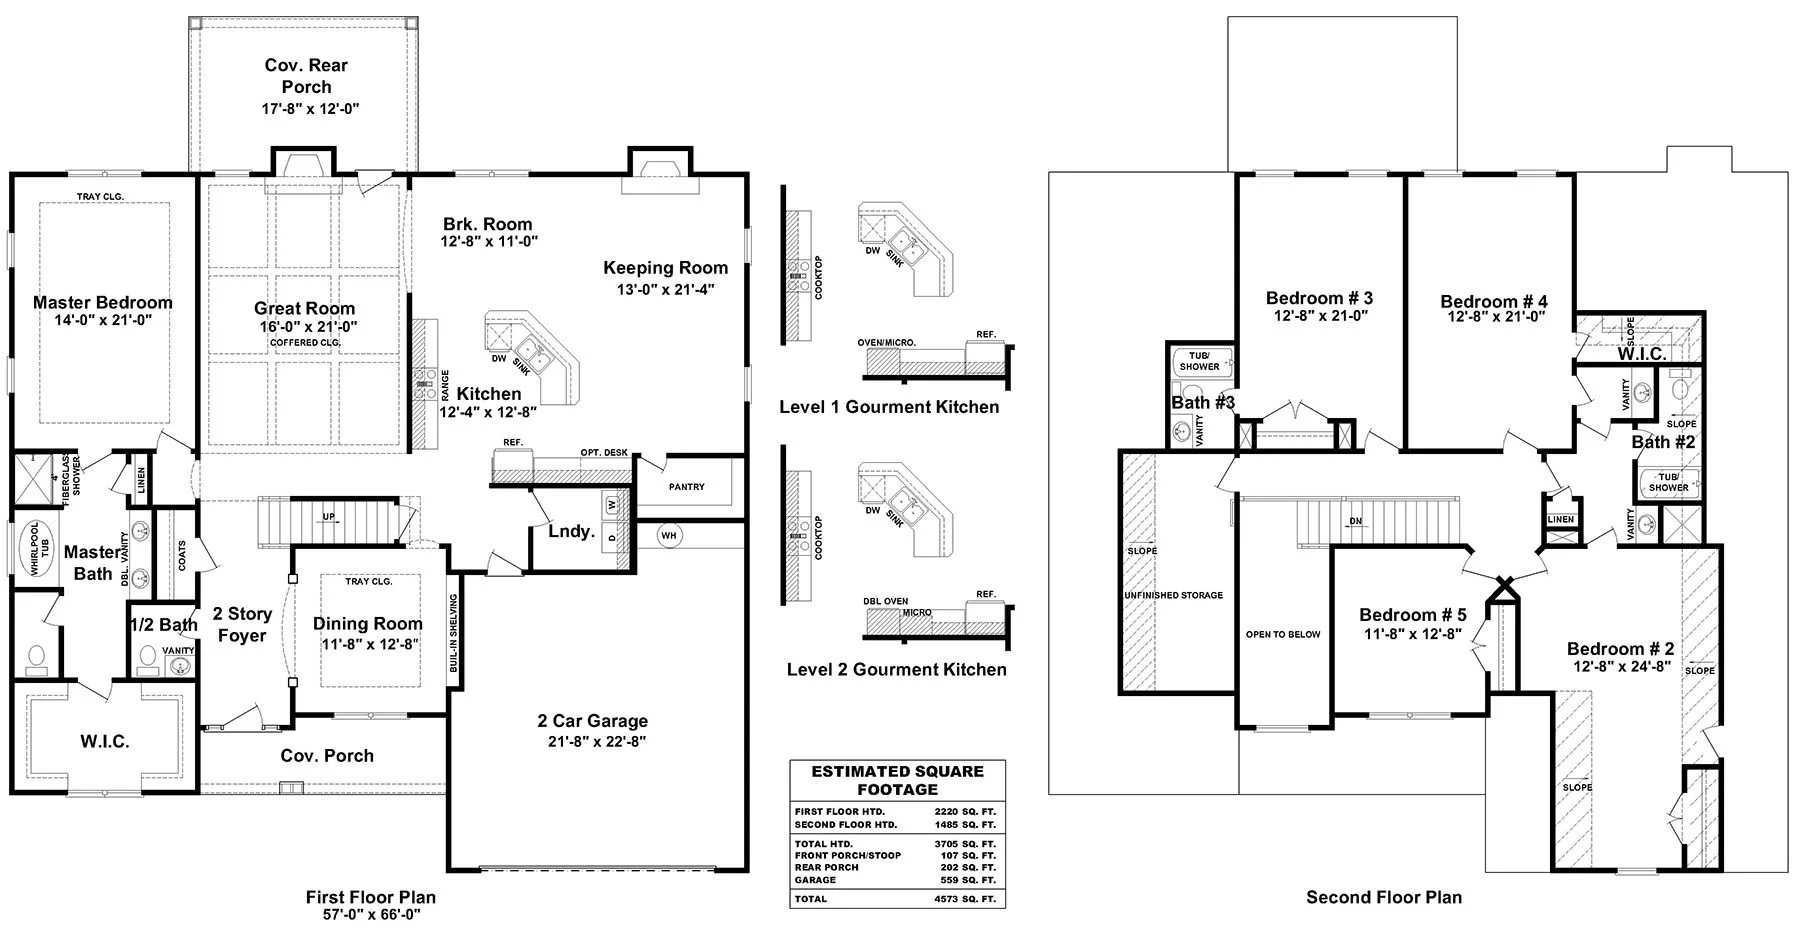 Cov. Rear
Porch
17'-8" x 12'-0"
TRAY CLG.
Master Bedroom
14'-0" x 21'-0"
Great Room
16'-0" x 21'-0"
COFFERED CLG.
Brk. Room
12'-8" x 11'-0"
Keeping Room
13'-0" x 21'-4"
DW
SINK
RANGE
Kitchen
12'-4" x 12'-8"
REF.
OPT. DESK
PANTRY
4'
FIBERGLASS
SHOWER
LINEN
WHIRLPOOL
TUB
Master
Bath
DBL. VANITY
COATS
UP
Lndy.
W
D
WH
1/2 Bath
VANITY
2 Story
Foyer
TRAY CLG.
Dining Room
11'-8" x 12'-8"
BUIL-IN SHELVING
W.I.C.
Cov. Porch
2 Car Garage
21'-8" x 22'-8"
First Floor Plan
57'-0" x 66'-0"
COOKTOP
DW
SINK
OVEN/MICRO.
REF.
Level 1 Gourment Kitchen
COOKTOP
DW
SINK
DBL OVEN
MICRO
REF.
Level 2 Gourment Kitchen
ESTIMATED SQUARE
FOOTAGE
FIRST FLOOR HTD. 2220 SQ. FT.
SECOND FLOOR HTD. 1485 SQ. FT.
TOTAL HTD. 3705 SQ. FT.
FRONT PORCH/STOOP 107 SQ. FT.
REAR PORCH 202 SQ. FT.
GARAGE 559 SQ. FT.
TOTAL 4573 SQ. FT.
Bedroom # 3
12'-8" x 21-0"
Bedroom # 4
12'-8" x 21'-0"
SLOPE
W.I.C.
TUB/
SHOWER
Bath #3
VANITY
VANITY
SLOPE
Bath #2
TUB/
SHOWER
LINEN
VANITY
DN
SLOPE
UNFINISHED STORAGE
OPEN TO BELOW
Bedroom # 5
11'-8" x 12'-8"
Bedroom # 2
12'-8" x 24'-8"
SLOPE
SLOPE
Second Floor Plan